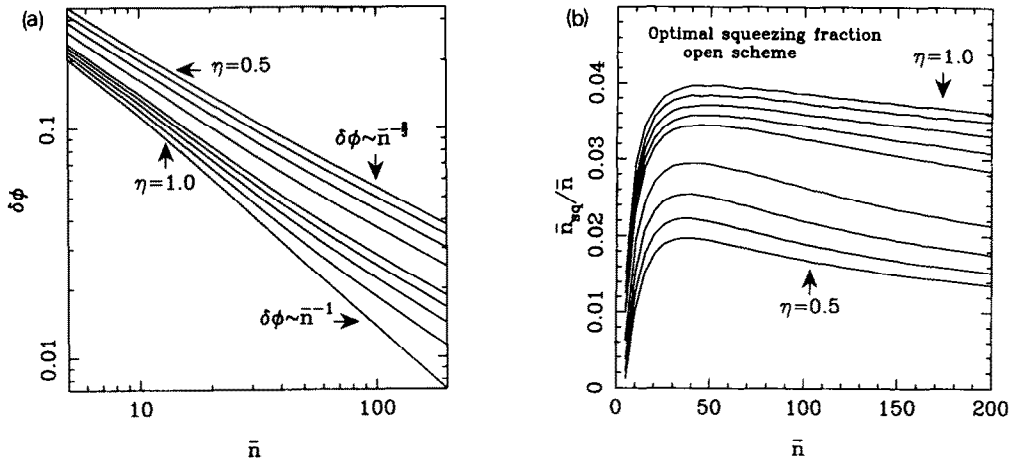 (a)
η=0.5
δϕ~n̄
η=1.0
δϕ~n̄⁻¹
0.1
0.01
δϕ
10
100
n̄
(b)
Optimal squeezing fraction
open scheme
η=1.0
η=0.5
0.04
0.03
0.02
0.01
0
n̄sq/n̄
0
50
100
150
200
n̄